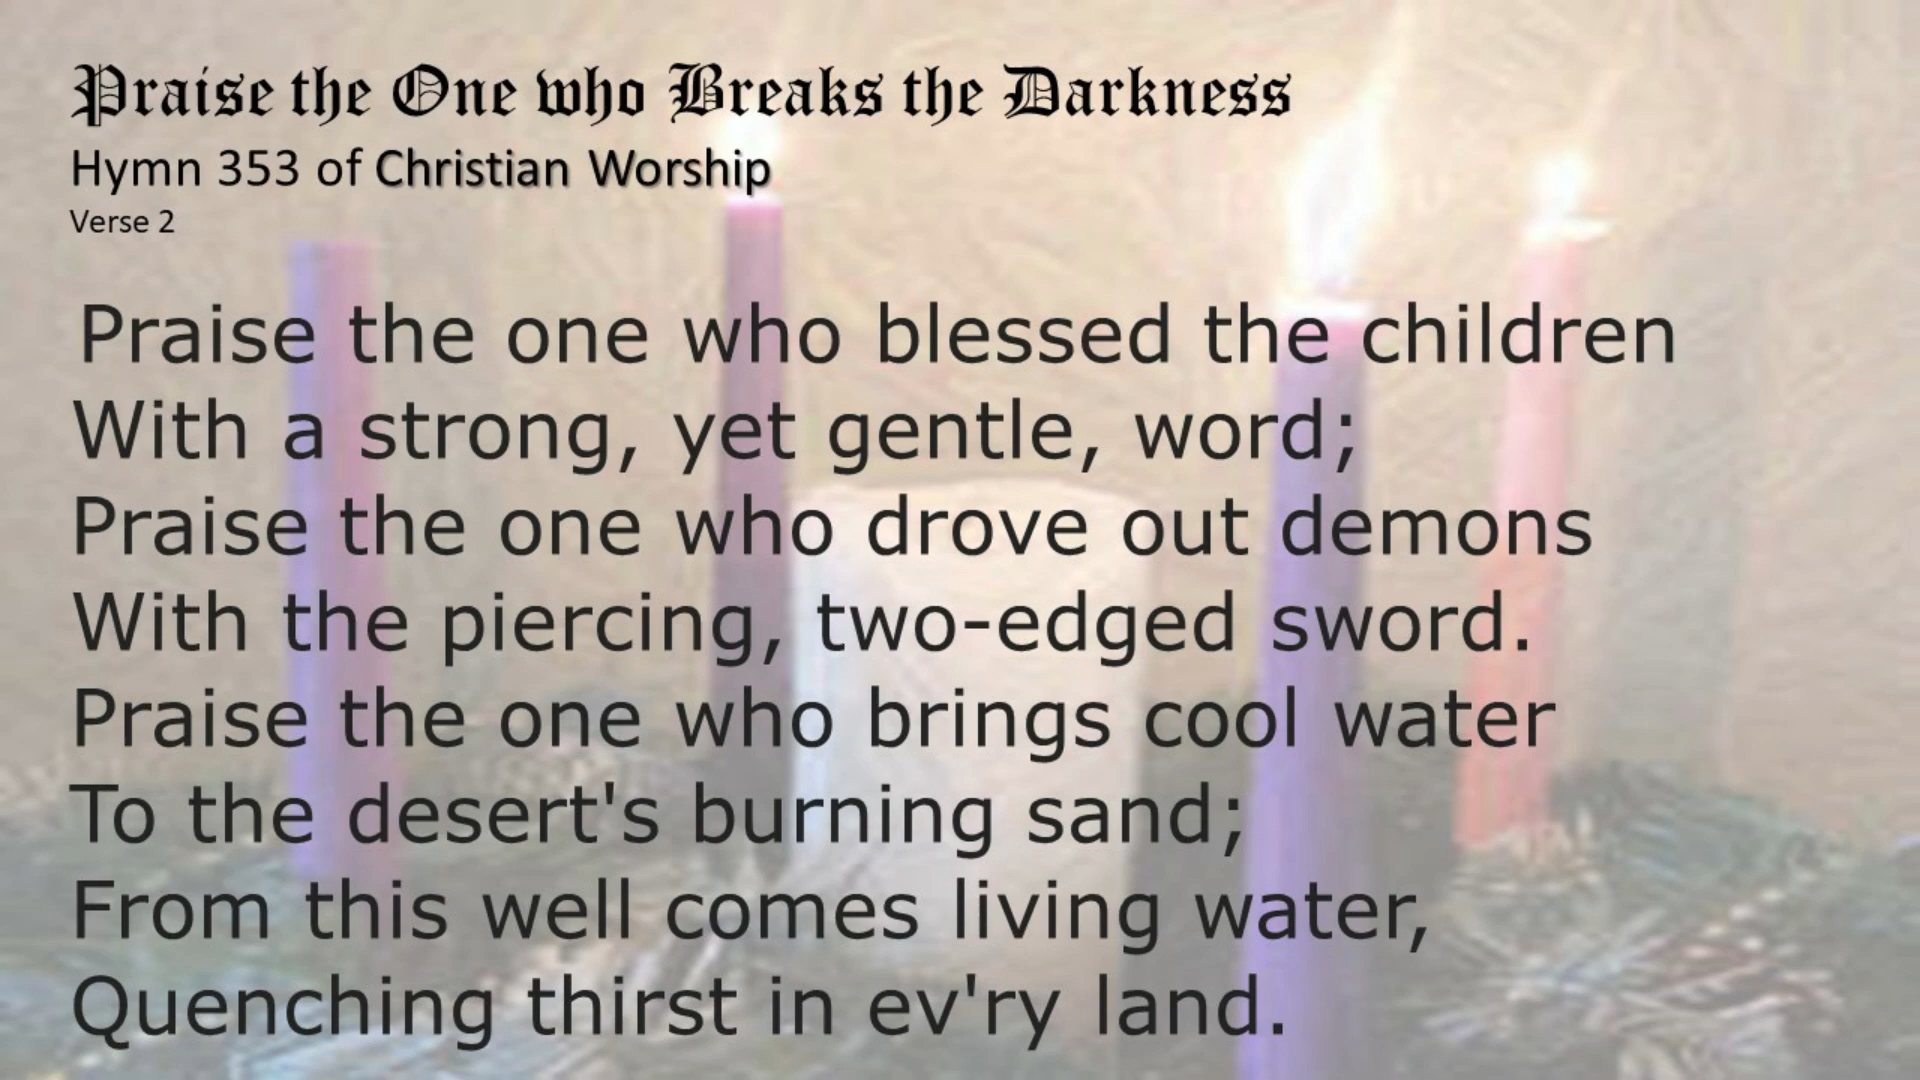 Praise the One who Breaks the Darkness
Hymn 353 of Christian Worship
Verse 2
Praise the one who blessed the children
With a strong, yet gentle, word;
Praise the one who drove out demons
With the piercing, two-edged sword.
Praise the one who brings cool water
To the desert's burning sand;
From this well comes living water,
Quenching thirst in ev'ry land.